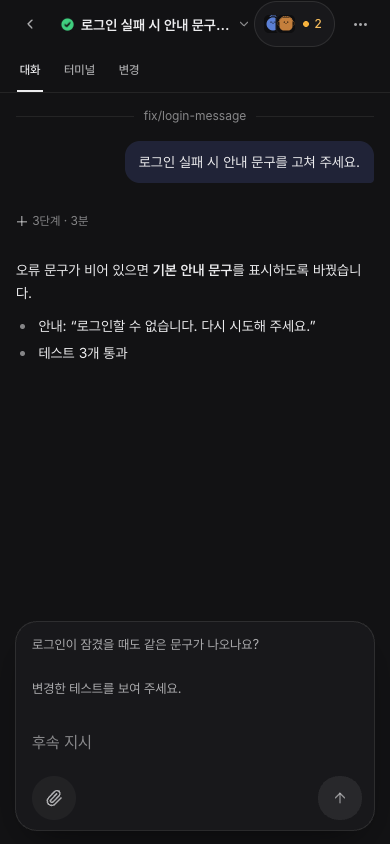 로그인 실패 시 안내 문구...
2
대화
터미널
변경
fix/login-message
로그인 실패 시 안내 문구를 고쳐 주세요.
3단계 · 3분
오류 문구가 비어 있으면 기본 안내 문구를 표시하도록 바꿨습니
다.
안내: “로그인할 수 없습니다. 다시 시도해 주세요.”
테스트 3개 통과
로그인이 잠겼을 때도 같은 문구가 나오나요?
변경한 테스트를 보여 주세요.
후속 지시